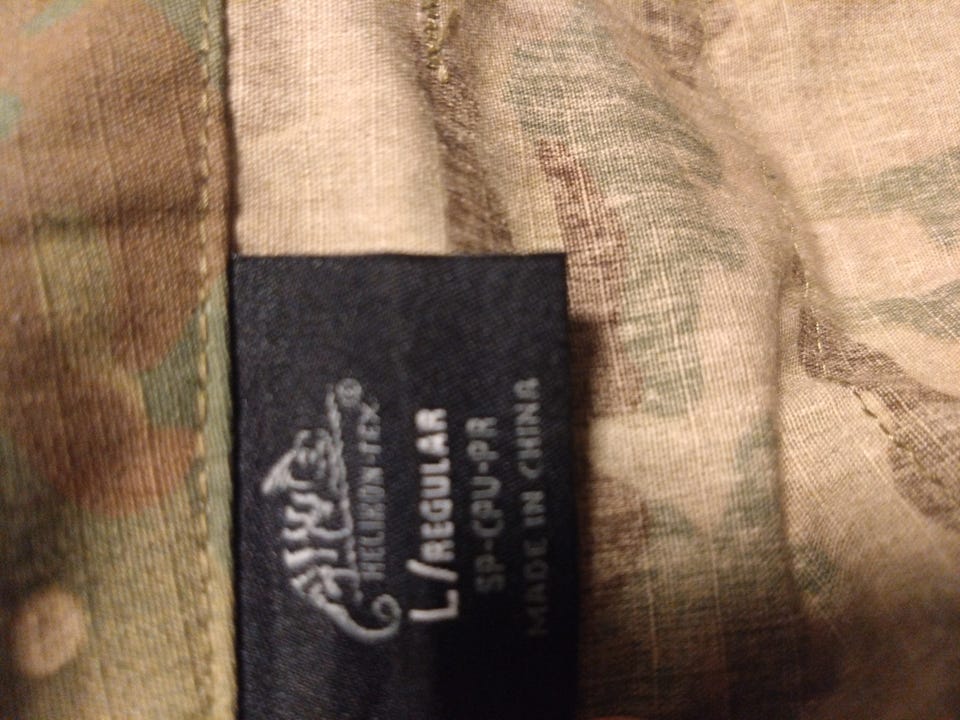 HELIKON-TEX®
L/REGULAR
SP-CPU-PR
MADE IN CHINA